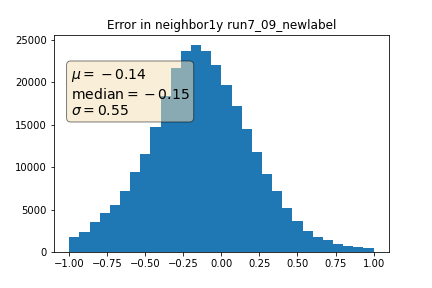 Error in neighbor1y run7_09_newlabel
25000
20000
15000
10000
5000
0
μ = −0.14
median = −0.15
σ = 0.55
−1.00 −0.75 −0.50 −0.25 0.00 0.25 0.50 0.75 1.00